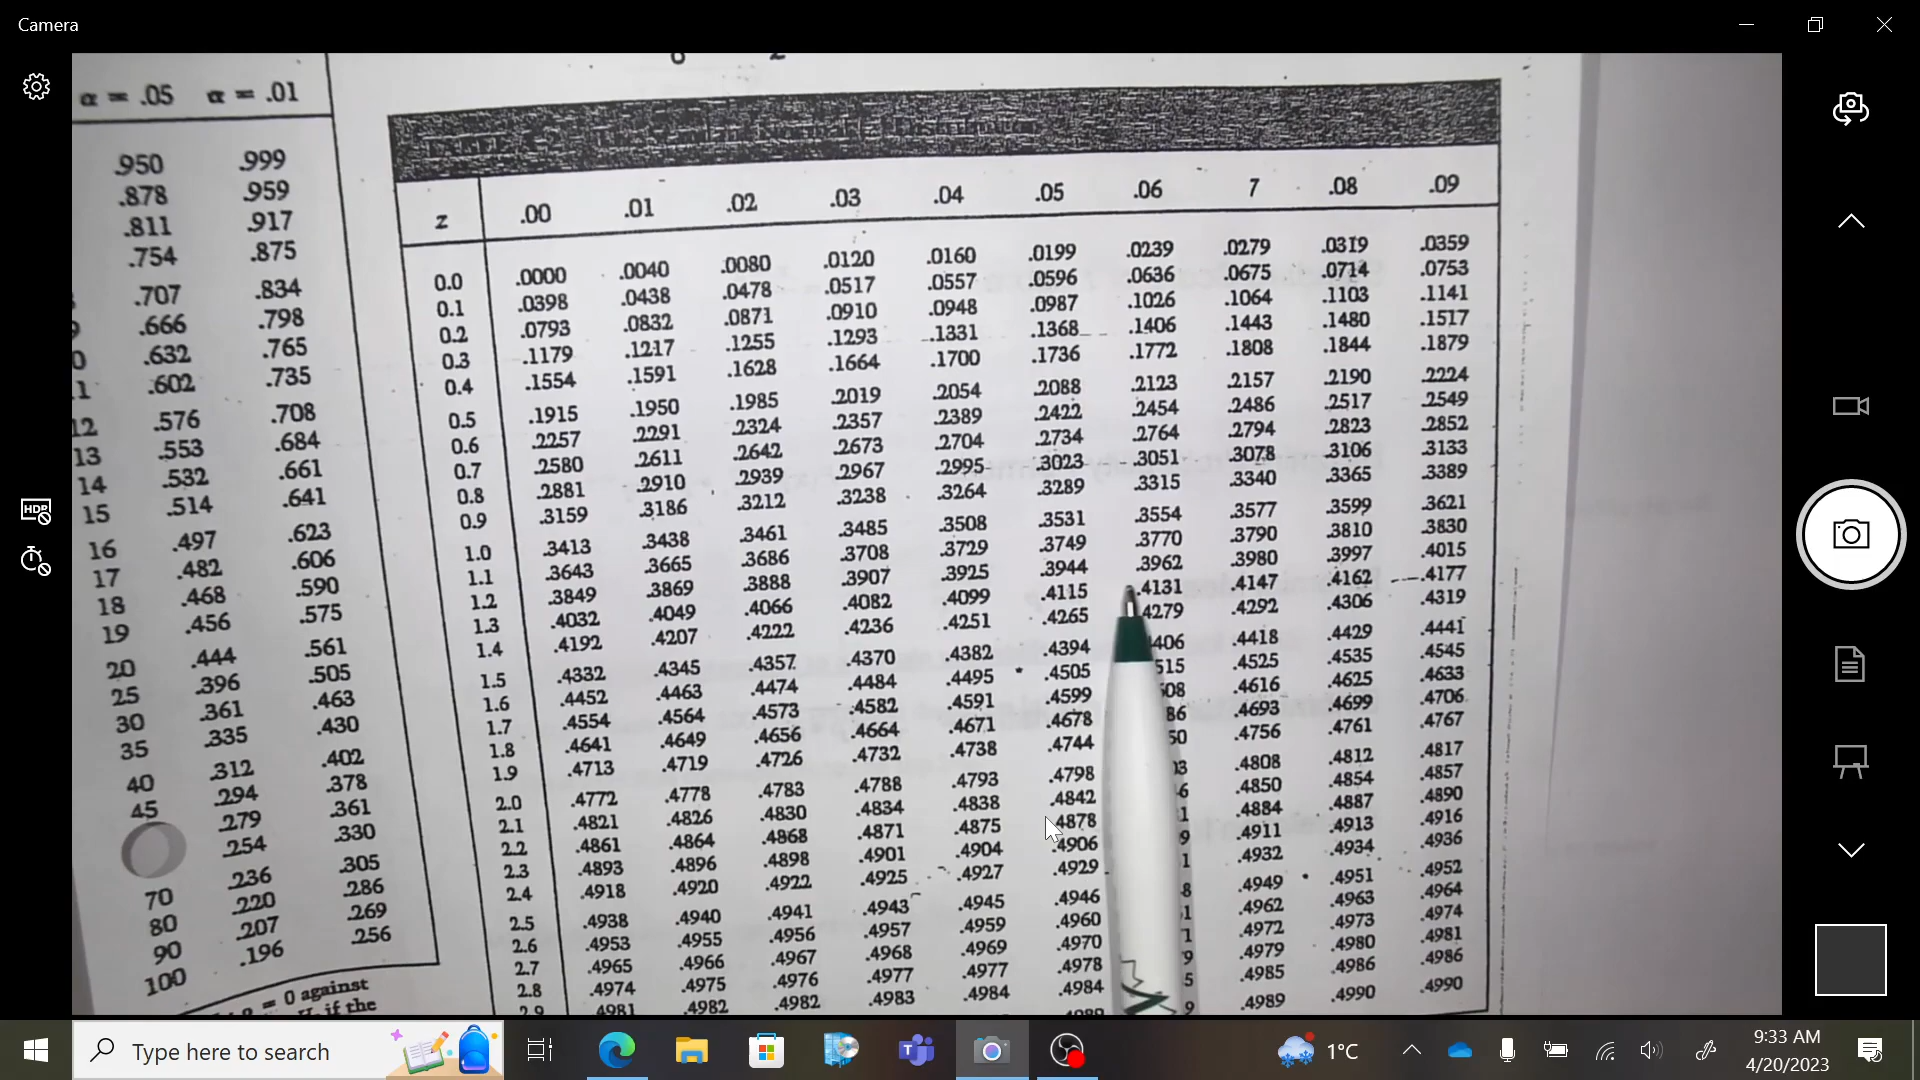 Camera
α = .05 α = .01
.950 .999
.878 .959
.811 .917
.754 .875
.707 .834
.666 .798
.632 .765
.602 .735
12 .576 .708
13 .553 .684
14 .532 .661
15 .514 .641
16 .497 .623
17 .482 .606
18 .468 .590
19 .456 .575
20 .444 .561
25 .396 .505
30 .361 .463
35 .335 .430
40 .312 .402
45 .294 .378
.279 .361
.254 .330
70 .236 .305
80 .220 .286
90 .207 .269
100 .196 .256
= 0 against
if the
z .00 .01 .02 .03 .04 .05 .06 7 .08 .09
0.0 .0000 .0040 .0080 .0120 .0160 .0199 .0239 .0279 .0319 .0359
0.1 .0398 .0438 .0478 .0517 .0557 .0596 .0636 .0675 .0714 .0753
0.2 .0793 .0832 .0871 .0910 .0948 .0987 .1026 .1064 .1103 .1141
0.3 .1179 .1217 .1255 .1293 .1331 .1368 .1406 .1443 .1480 .1517
0.4 .1554 .1591 .1628 .1664 .1700 .1736 .1772 .1808 .1844 .1879
0.5 .1915 .1950 .1985 .2019 .2054 .2088 .2123 .2157 .2190 .2224
0.6 .2257 .2291 .2324 .2357 .2389 .2422 .2454 .2486 .2517 .2549
0.7 .2580 .2611 .2642 .2673 .2704 .2734 .2764 .2794 .2823 .2852
0.8 .2881 .2910 .2939 .2967 .2995 .3023 .3051 .3078 .3106 .3133
0.9 .3159 .3186 .3212 .3238 .3264 .3289 .3315 .3340 .3365 .3389
1.0 .3413 .3438 .3461 .3485 .3508 .3531 .3554 .3577 .3599 .3621
1.1 .3643 .3665 .3686 .3708 .3729 .3749 .3770 .3790 .3810 .3830
1.2 .3849 .3869 .3888 .3907 .3925 .3944 .3962 .3980 .3997 .4015
1.3 .4032 .4049 .4066 .4082 .4099 .4115 .4131 .4147 .4162 .4177
1.4 .4192 .4207 .4222 .4236 .4251 .4265 .4279 .4292 .4306 .4319
1.5 .4332 .4345 .4357 .4370 .4382 .4394 406 .4418 .4429 .4441
1.6 .4452 .4463 .4474 .4484 .4495 .4505 515 .4525 .4535 .4545
1.7 .4554 .4564 .4573 .4582 .4591 .4599 08 .4616 .4625 .4633
1.8 .4641 .4649 .4656 .4664 .4671 .4678 86 .4693 .4699 .4706
1.9 .4713 .4719 .4726 .4732 .4738 .4744 50 .4756 .4761 .4767
2.0 .4772 .4778 .4783 .4788 .4793 .4798 03 .4808 .4812 .4817
2.1 .4821 .4826 .4830 .4834 .4838 .4842 6 .4850 .4854 .4857
2.2 .4861 .4864 .4868 .4871 .4875 .4878 1 .4884 .4887 .4890
2.3 .4893 .4896 .4898 .4901 .4904 .4906 9 .4911 .4913 .4916
2.4 .4918 .4920 .4922 .4925 .4927 .4929 1 .4932 .4934 .4936
2.5 .4938 .4940 .4941 .4943 .4945 .4946 8 .4949 .4951 .4952
2.6 .4953 .4955 .4956 .4957 .4959 .4960 1 .4962 .4963 .4964
2.7 .4965 .4966 .4967 .4968 .4969 .4970 1 .4972 .4973 .4974
2.8 .4974 .4975 .4976 .4977 .4977 .4978 9 .4979 .4980 .4981
2.9 .4981 .4982 .4982 .4983 .4984 .4984 5 .4985 .4986 .4986
9 .4989 .4990 .4990
HDR
Type here to search
1°C
9:33 AM
4/20/2023